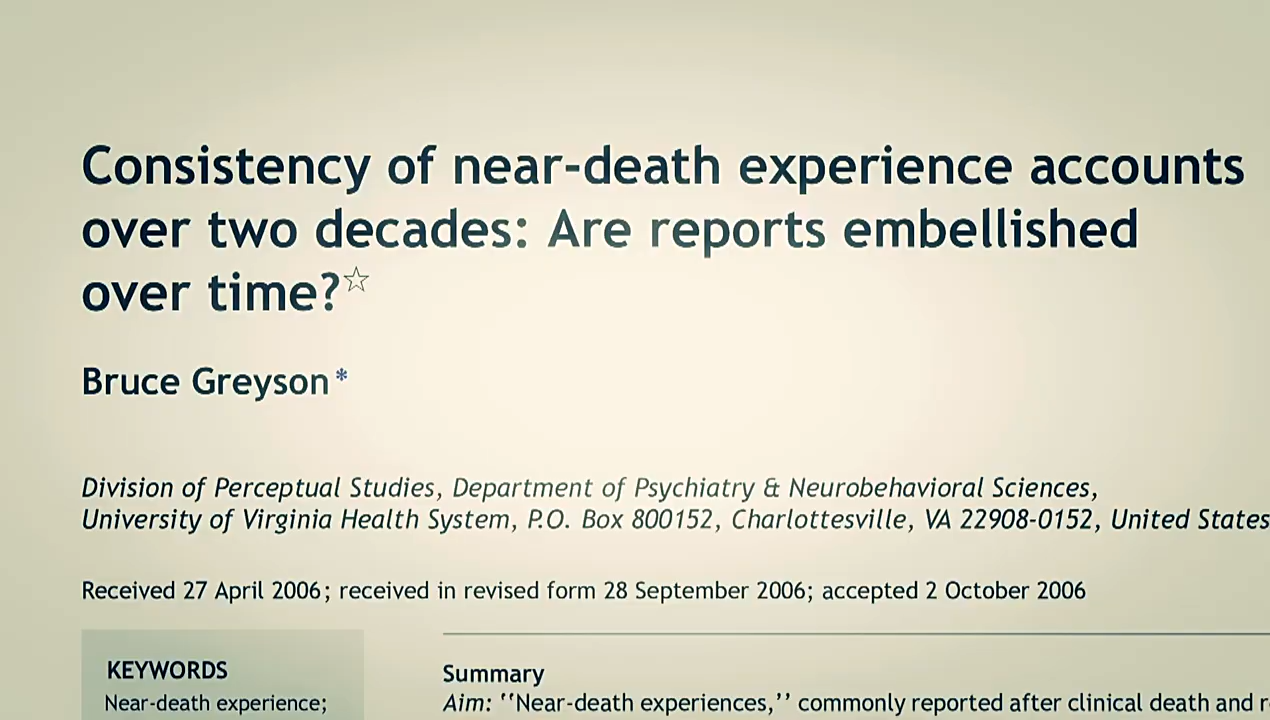 Consistency of near-death experience accounts
over two decades: Are reports embellished
over time?☆
Bruce Greyson*
Division of Perceptual Studies, Department of Psychiatry & Neurobehavioral Sciences,
University of Virginia Health System, P.O. Box 800152, Charlottesville, VA 22908-0152, United States
Received 27 April 2006; received in revised form 28 September 2006; accepted 2 October 2006
KEYWORDS
Near-death experience;
Summary
Aim: ‘‘Near-death experiences,’’ commonly reported after clinical death and